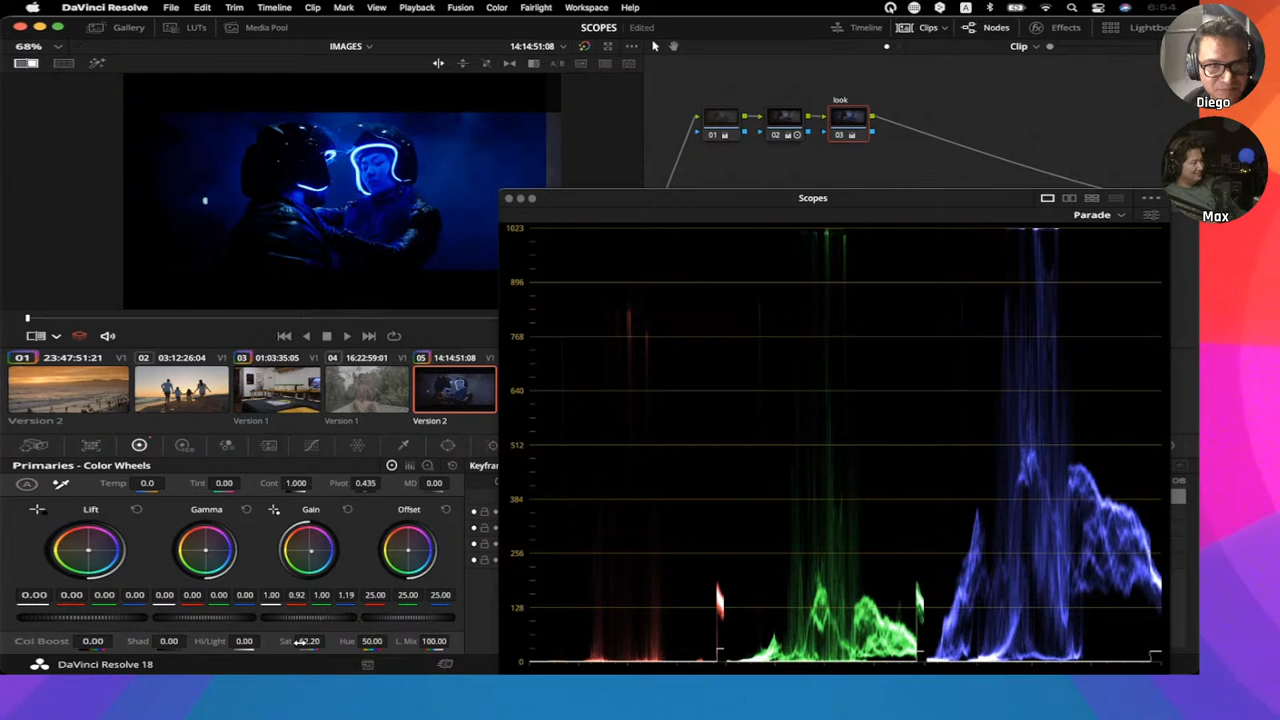 DaVinci Resolve File Edit Trim Timeline Clip Mark View Playback Fusion Color Fairlight Workspace Help 6:54
Gallery LUTs Media Pool SCOPES Edited Timeline Clips Nodes Effects Lightb
68% IMAGES 14:14:51:08 Clip
Diego
look
01 02 03
Max
Scopes
Parade
1023
896
768
640
512
384
256
128
0
01 23:47:51:21 V1 02 03:12:26:04 V1 03 01:03:35:05 V1 04 16:22:59:01 V1 05 14:14:51:08 V1
Version 2 Version 1 Version 1 Version 2
Primaries - Color Wheels Keyfran
A Temp 0.0 Tint 0.00 Cont 1.000 Pivot 0.435 MD 0.00
Lift Gamma Gain Offset
0.00 0.00 0.00 0.00 0.00 0.00 0.00 0.00 1.00 0.92 1.00 1.19 25.00 25.00 25.00
Col Boost 0.00 Shad 0.00 Hi/Light 0.00 Sat 2.20 Hue 50.00 L. Mix 100.00
DaVinci Resolve 18
08